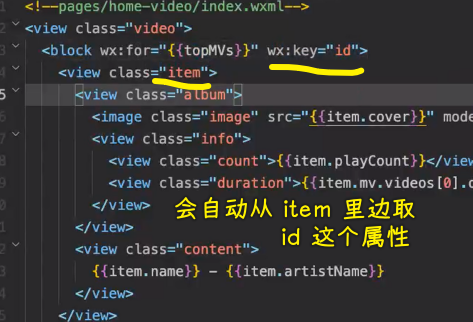 <!--pages/home-video/index.wxml-->
<view class="video">
<block wx:for="{{topMVs}}" wx:key="id">
<view class="item">
<view class="album">
<image class="image" src="{{item.cover}}" mode
<view class="info">
<view class="count">{{item.playCount}}</view
<view class="duration">{{item.mv.videos[0].d
会自动从 item 里边取
id 这个属性
</view>
</view>
<view class="content">
{{item.name}} - {{item.artistName}}
</view>
</view>